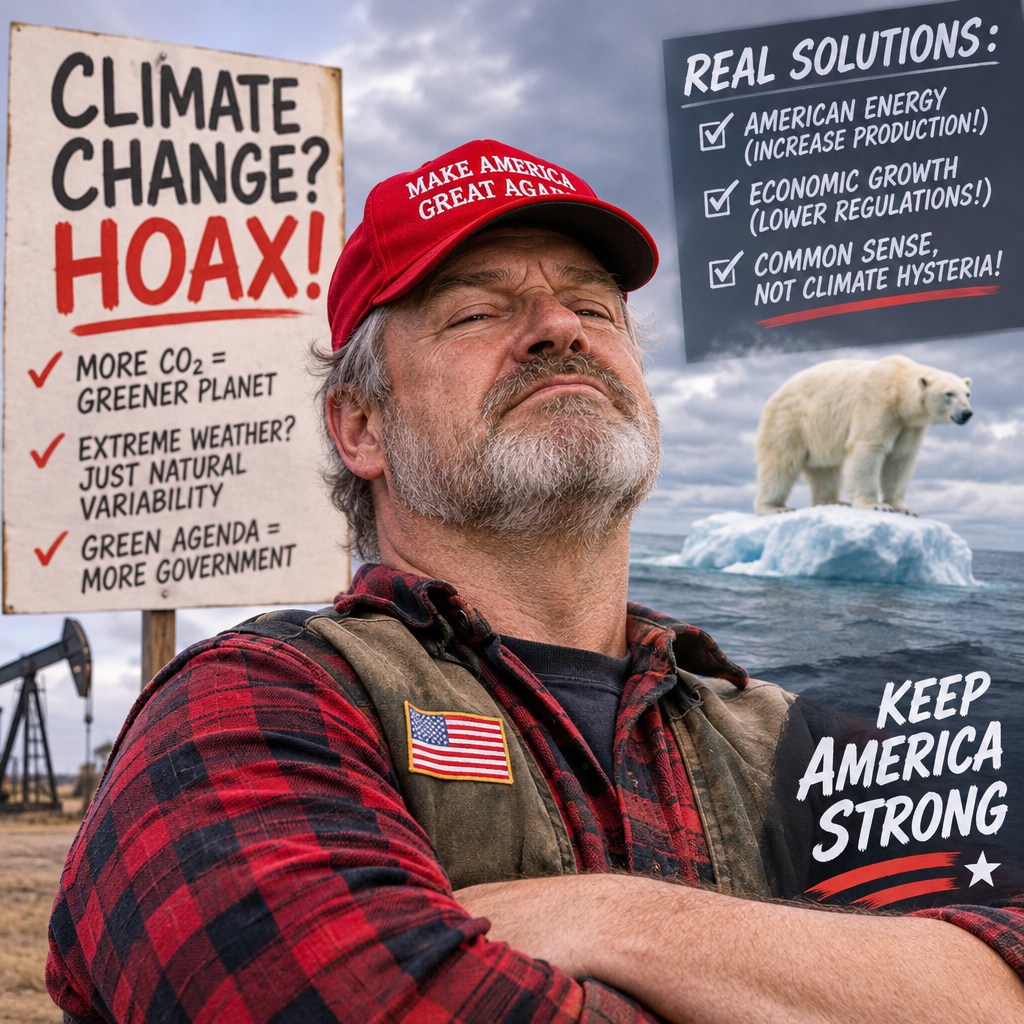 CLIMATE
CHANGE?
HOAX!
MORE CO₂ =
GREENER PLANET
EXTREME WEATHER?
JUST NATURAL
VARIABILITY
GREEN AGENDA =
MORE GOVERNMENT
MAKE AMERICA
GREAT AGAI
REAL SOLUTIONS:
AMERICAN ENERGY
(INCREASE PRODUCTION!)
ECONOMIC GROWTH
(LOWER REGULATIONS!)
COMMON SENSE,
NOT CLIMATE HYSTERIA!
KEEP
AMERICA
STRONG